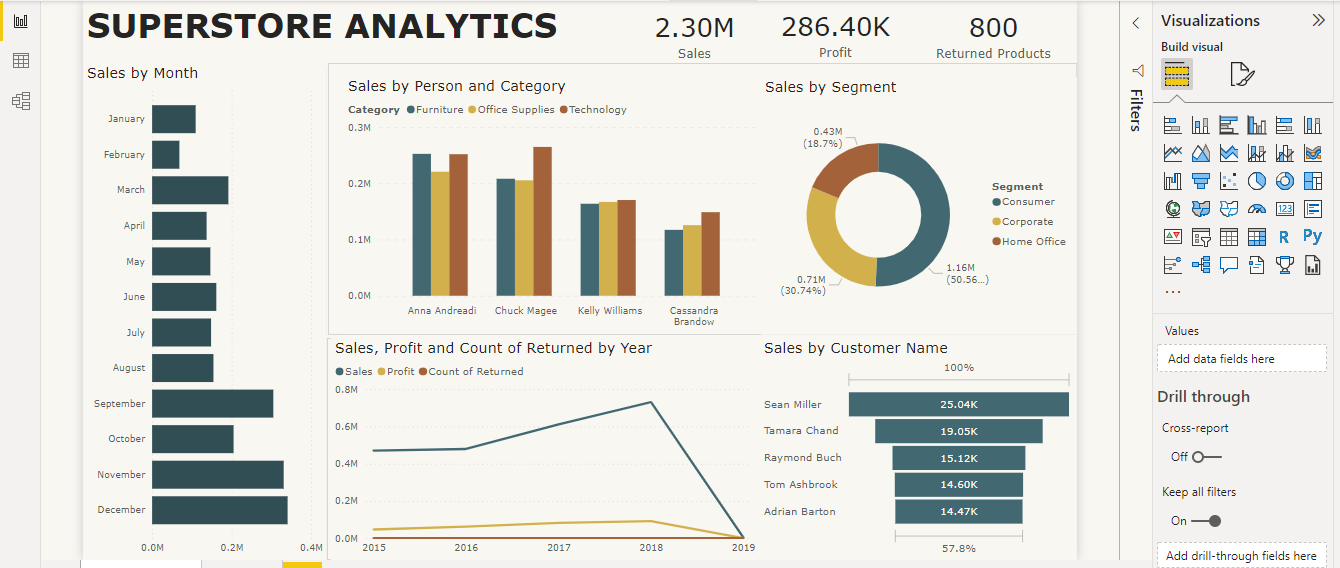 SUPERSTORE ANALYTICS
2.30M
Sales
286.40K
Profit
800
Returned Products
Sales by Month
January
February
March
April
May
June
July
August
September
October
November
December
0.0M 0.2M 0.4M
Sales by Person and Category
Category Furniture Office Supplies Technology
0.3M
0.2M
0.1M
0.0M
Anna Andreadi Chuck Magee Kelly Williams Cassandra
Brandow
Sales by Segment
0.43M
(18.7%)
0.71M
(30.74%)
1.16M
(50.56...)
Segment
Consumer
Corporate
Home Office
Sales, Profit and Count of Returned by Year
Sales Profit Count of Returned
0.8M
0.6M
0.4M
0.2M
0.0M
2015 2016 2017 2018 2019
Sales by Customer Name
100%
Sean Miller 25.04K
Tamara Chand 19.05K
Raymond Buch 15.12K
Tom Ashbrook 14.60K
Adrian Barton 14.47K
57.8%
Filters
Visualizations
Build visual
123
R
Py
...
Values
Add data fields here
Drill through
Cross-report
Off
Keep all filters
On
Add drill-through fields here